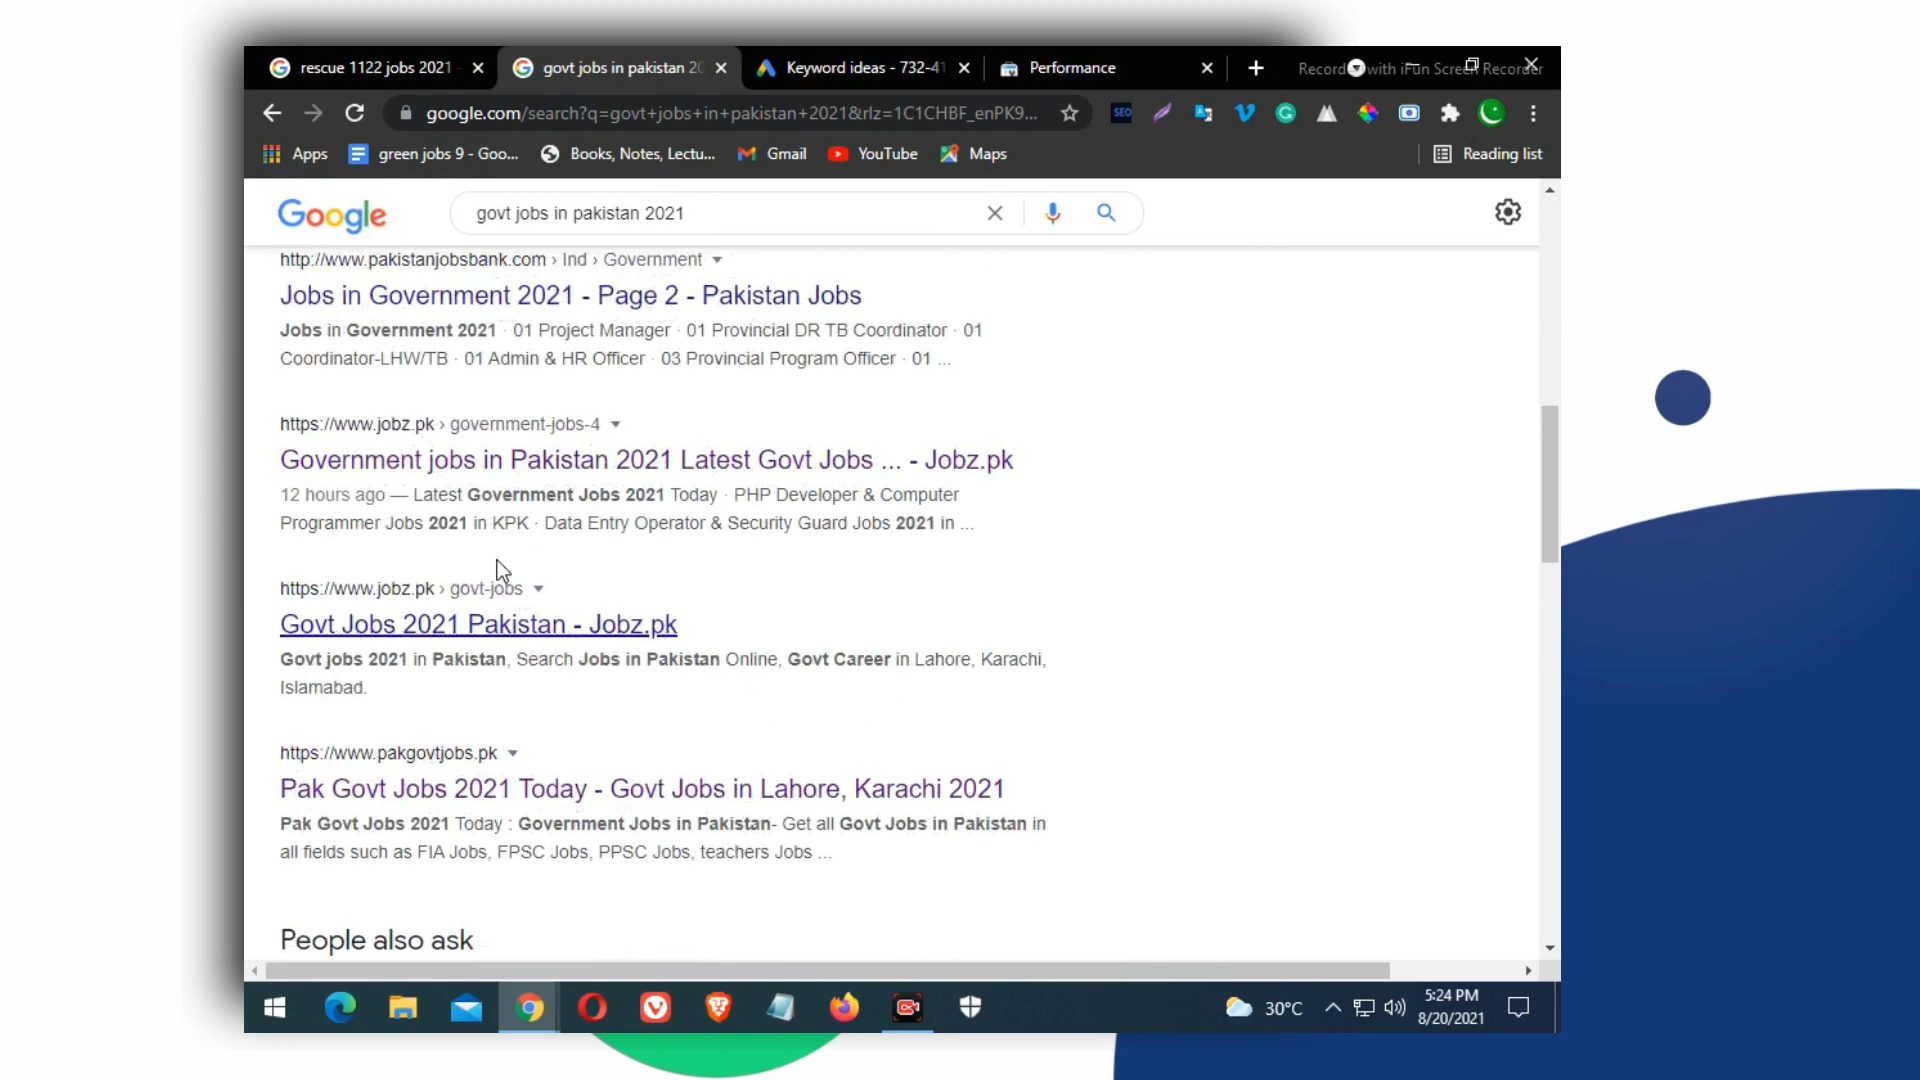 rescue 1122 jobs 2021
govt jobs in pakistan 20
Keyword ideas - 732-41
Performance
Recorded with iFun Screen Recorder
google.com/search?q=govt+jobs+in+pakistan+2021&rlz=1C1CHBF_enPK9...
SEO
Apps
green jobs 9 - Goo...
Books, Notes, Lectu...
Gmail
YouTube
Maps
Reading list
Google
govt jobs in pakistan 2021
http://www.pakistanjobsbank.com › Ind › Government
Jobs in Government 2021 - Page 2 - Pakistan Jobs
Jobs in Government 2021 · 01 Project Manager · 01 Provincial DR TB Coordinator · 01
Coordinator-LHW/TB · 01 Admin & HR Officer · 03 Provincial Program Officer · 01 ...
https://www.jobz.pk › government-jobs-4
Government jobs in Pakistan 2021 Latest Govt Jobs ... - Jobz.pk
12 hours ago — Latest Government Jobs 2021 Today · PHP Developer & Computer
Programmer Jobs 2021 in KPK · Data Entry Operator & Security Guard Jobs 2021 in ...
https://www.jobz.pk › govt-jobs
Govt Jobs 2021 Pakistan - Jobz.pk
Govt jobs 2021 in Pakistan, Search Jobs in Pakistan Online, Govt Career in Lahore, Karachi,
Islamabad.
https://www.pakgovtjobs.pk
Pak Govt Jobs 2021 Today - Govt Jobs in Lahore, Karachi 2021
Pak Govt Jobs 2021 Today : Government Jobs in Pakistan- Get all Govt Jobs in Pakistan in
all fields such as FIA Jobs, FPSC Jobs, PPSC Jobs, teachers Jobs ...
People also ask
30°C
5:24 PM
8/20/2021